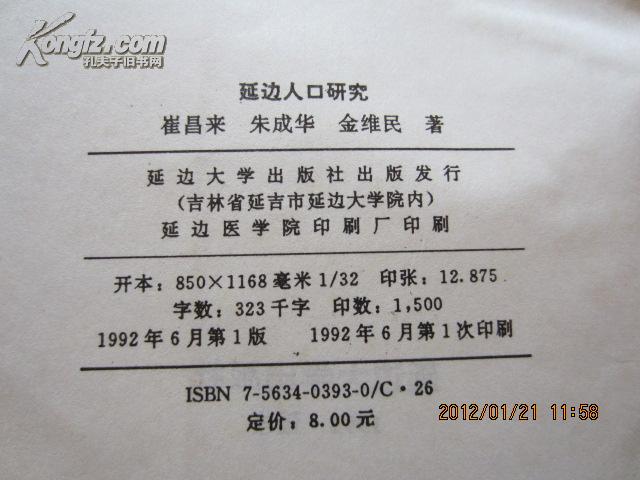 Kongfz.com
孔夫子旧书网
延边人口研究
崔昌来 朱成华 金维民 著
延边大学出版社出版发行
(吉林省延吉市延边大学院内)
延边医学院印刷厂印刷
开本：850×1168毫米1/32 印张：12.875
字数：323千字 印数：1,500
1992年6月第1版 1992年6月第1次印刷
ISBN 7-5634-0393-0/C·26
定价：8.00元
2012/01/21 11:58